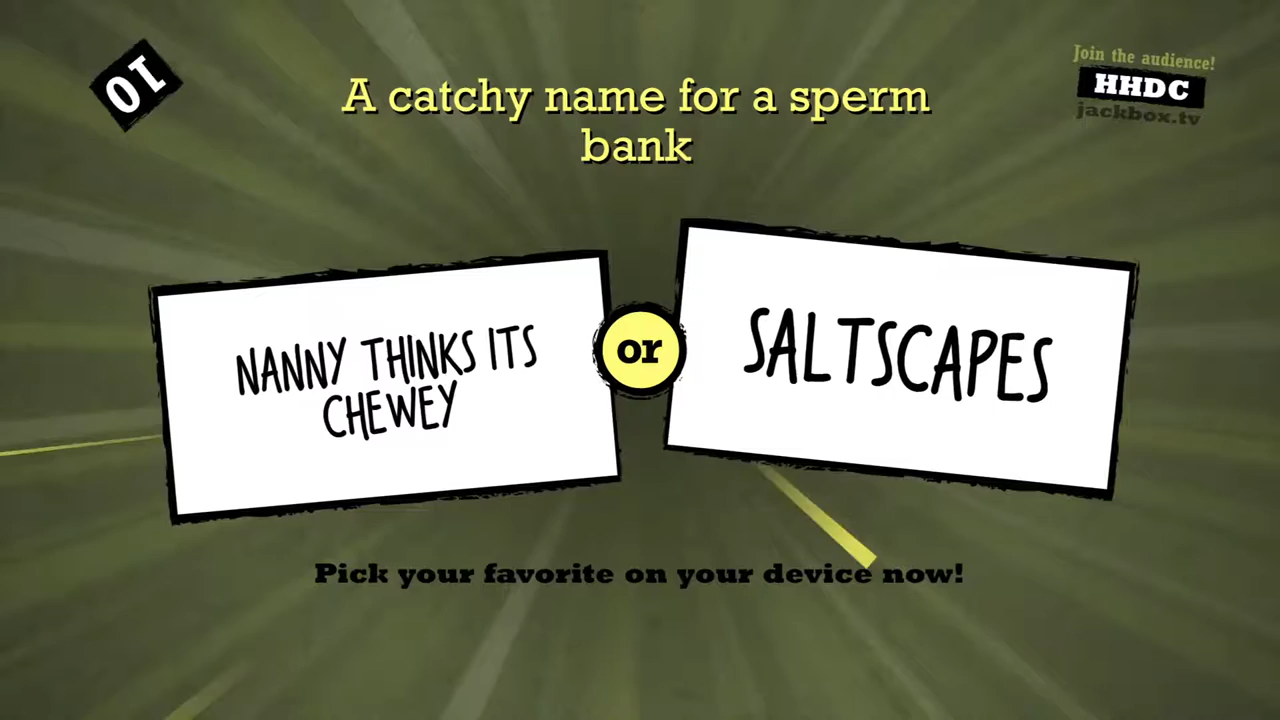 10
Join the audience!
HHDC
jackbox.tv
A catchy name for a sperm
bank
NANNY THINKS ITS
CHEWEY
or
SALTSCAPES
Pick your favorite on your device now!